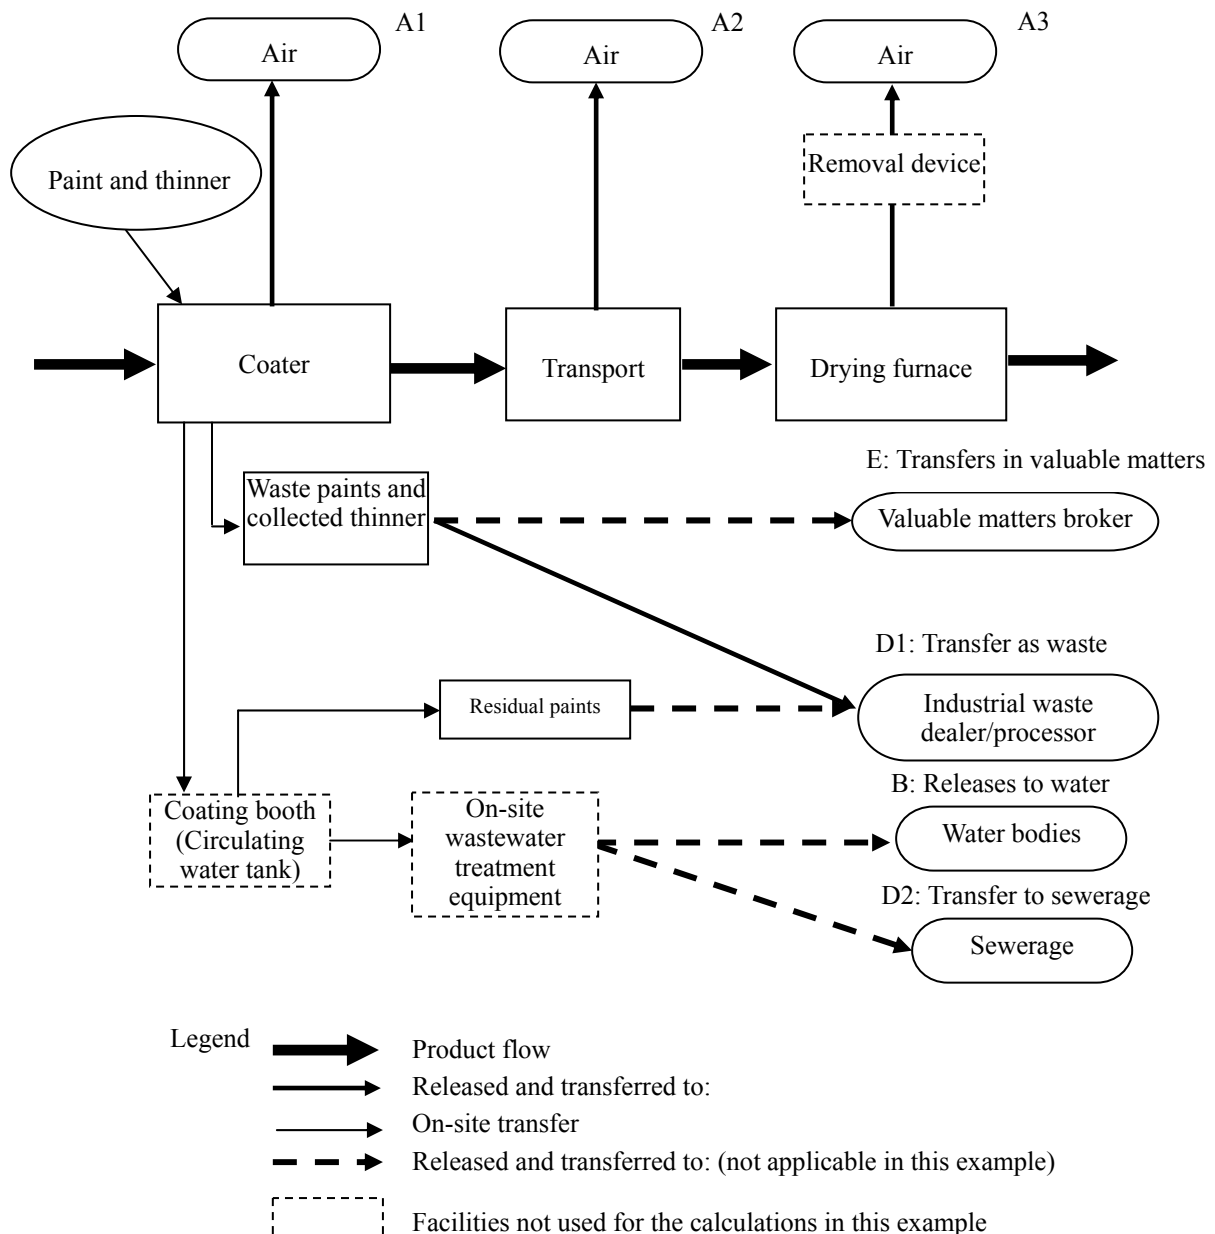 A1
A2
A3
Air
Air
Air
Removal device
Paint and thinner
Coater
Transport
Drying furnace
E: Transfers in valuable matters
Waste paints and
collected thinner
Valuable matters broker
D1: Transfer as waste
Residual paints
Industrial waste
dealer/processor
B: Releases to water
Coating booth
(Circulating
water tank)
On-site
wastewater
treatment
equipment
Water bodies
D2: Transfer to sewerage
Sewerage
Legend
Product flow
Released and transferred to:
On-site transfer
Released and transferred to: (not applicable in this example)
Facilities not used for the calculations in this example